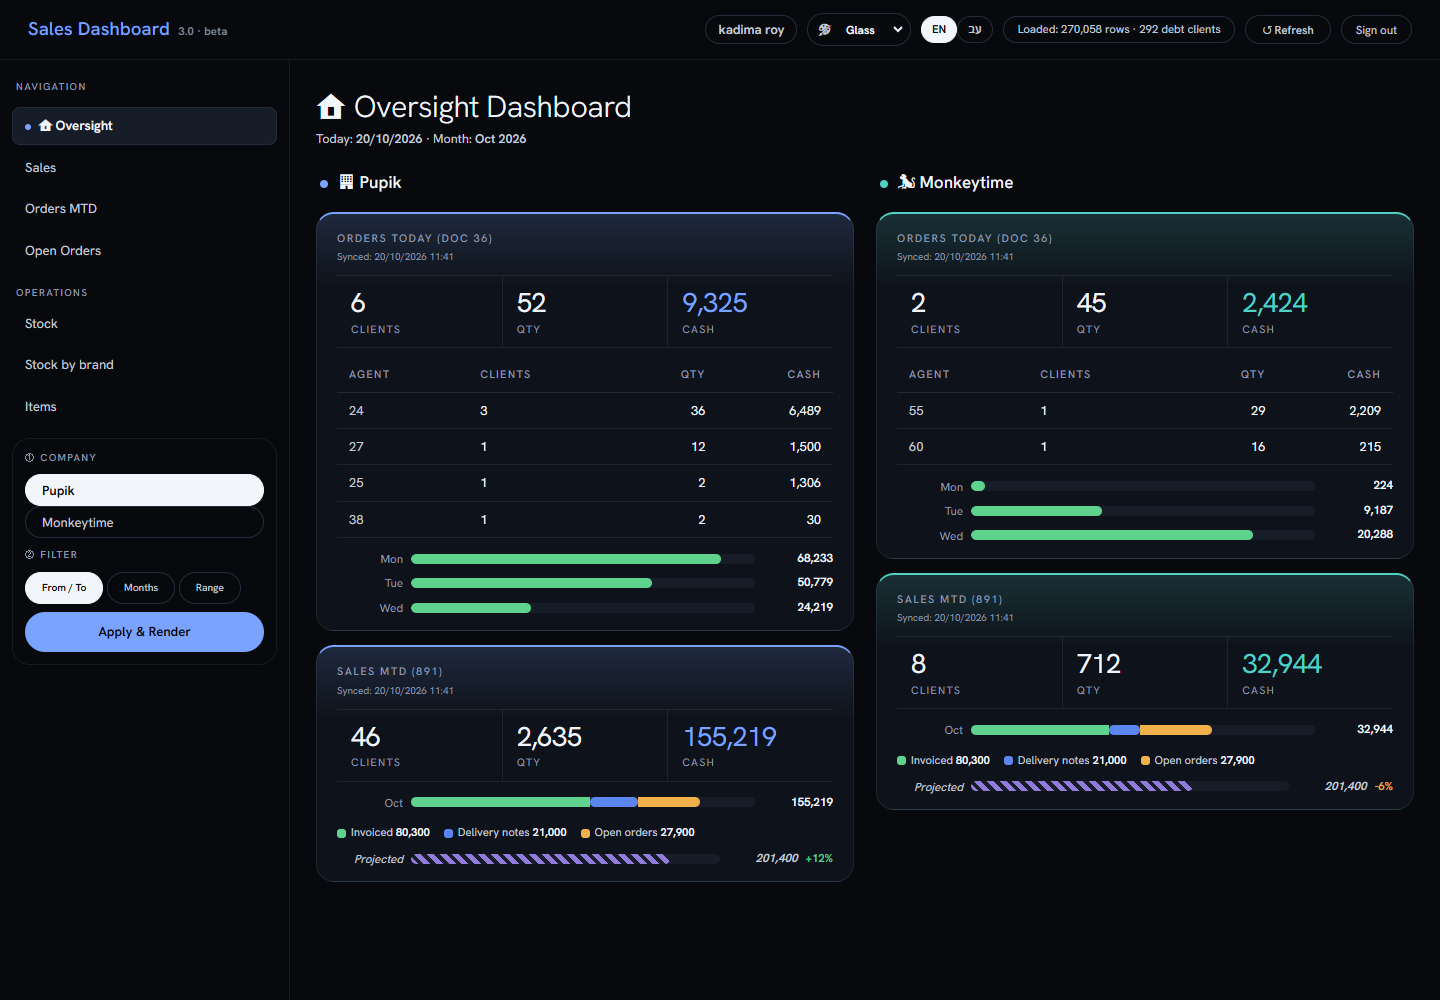 Sales Dashboard 3.0 · beta
kadima roy
Glass
EN
עב
Loaded: 270,058 rows · 292 debt clients
↺ Refresh
Sign out
NAVIGATION
Oversight
Sales
Orders MTD
Open Orders
OPERATIONS
Stock
Stock by brand
Items
① COMPANY
Pupik
Monkeytime
② FILTER
From / To
Months
Range
Apply & Render
Oversight Dashboard
Today: 20/10/2026 · Month: Oct 2026
Pupik
ORDERS TODAY (DOC 36)
Synced: 20/10/2026 11:41
6 52 9,325
CLIENTS QTY CASH
AGENT CLIENTS QTY CASH
24 3 36 6,489
27 1 12 1,500
25 1 2 1,306
38 1 2 30
Mon 68,233
Tue 50,779
Wed 24,219
SALES MTD (891)
Synced: 20/10/2026 11:41
46 2,635 155,219
CLIENTS QTY CASH
Oct 155,219
Invoiced 80,300 Delivery notes 21,000 Open orders 27,900
Projected 201,400 +12%
Monkeytime
ORDERS TODAY (DOC 36)
Synced: 20/10/2026 11:41
2 45 2,424
CLIENTS QTY CASH
AGENT CLIENTS QTY CASH
55 1 29 2,209
60 1 16 215
Mon 224
Tue 9,187
Wed 20,288
SALES MTD (891)
Synced: 20/10/2026 11:41
8 712 32,944
CLIENTS QTY CASH
Oct 32,944
Invoiced 80,300 Delivery notes 21,000 Open orders 27,900
Projected 201,400 -6%